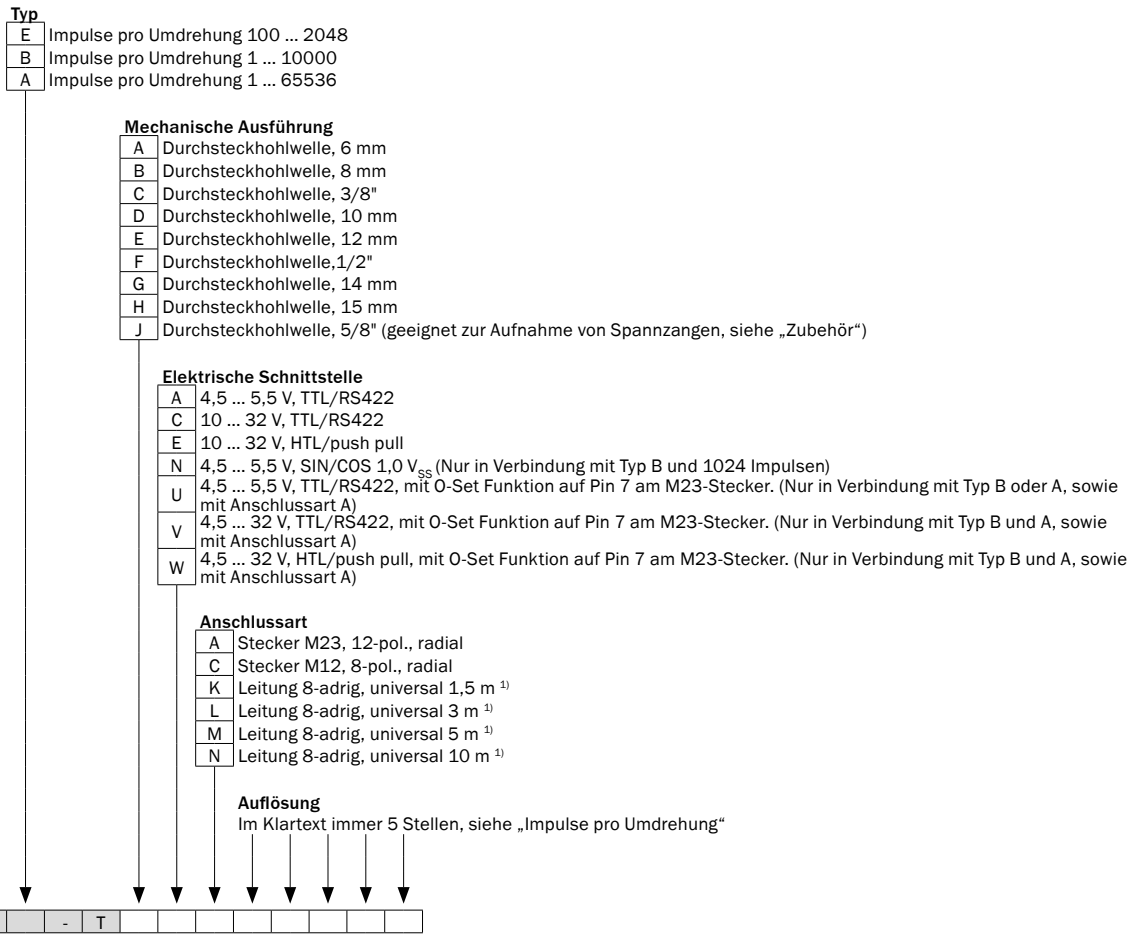 Typ
E Impulse pro Umdrehung 100 ... 2048
B Impulse pro Umdrehung 1 ... 10000
A Impulse pro Umdrehung 1 ... 65536
Mechanische Ausführung
A Durchsteckhohlwelle, 6 mm
B Durchsteckhohlwelle, 8 mm
C Durchsteckhohlwelle, 3/8"
D Durchsteckhohlwelle, 10 mm
E Durchsteckhohlwelle, 12 mm
F Durchsteckhohlwelle,1/2"
G Durchsteckhohlwelle, 14 mm
H Durchsteckhohlwelle, 15 mm
J Durchsteckhohlwelle, 5/8" (geeignet zur Aufnahme von Spannzangen, siehe „Zubehör“)
Elektrische Schnittstelle
A 4,5 ... 5,5 V, TTL/RS422
C 10 ... 32 V, TTL/RS422
E 10 ... 32 V, HTL/push pull
N 4,5 ... 5,5 V, SIN/COS 1,0 V_SS (Nur in Verbindung mit Typ B und 1024 Impulsen)
U 4,5 ... 5,5 V, TTL/RS422, mit 0-Set Funktion auf Pin 7 am M23-Stecker. (Nur in Verbindung mit Typ B oder A, sowie
mit Anschlussart A)
V 4,5 ... 32 V, TTL/RS422, mit 0-Set Funktion auf Pin 7 am M23-Stecker. (Nur in Verbindung mit Typ B und A, sowie
mit Anschlussart A)
W 4,5 ... 32 V, HTL/push pull, mit 0-Set Funktion auf Pin 7 am M23-Stecker. (Nur in Verbindung mit Typ B und A, sowie
mit Anschlussart A)
Anschlussart
A Stecker M23, 12-pol., radial
C Stecker M12, 8-pol., radial
K Leitung 8-adrig, universal 1,5 m 1)
L Leitung 8-adrig, universal 3 m 1)
M Leitung 8-adrig, universal 5 m 1)
N Leitung 8-adrig, universal 10 m 1)
Auflösung
Im Klartext immer 5 Stellen, siehe „Impulse pro Umdrehung“
- T